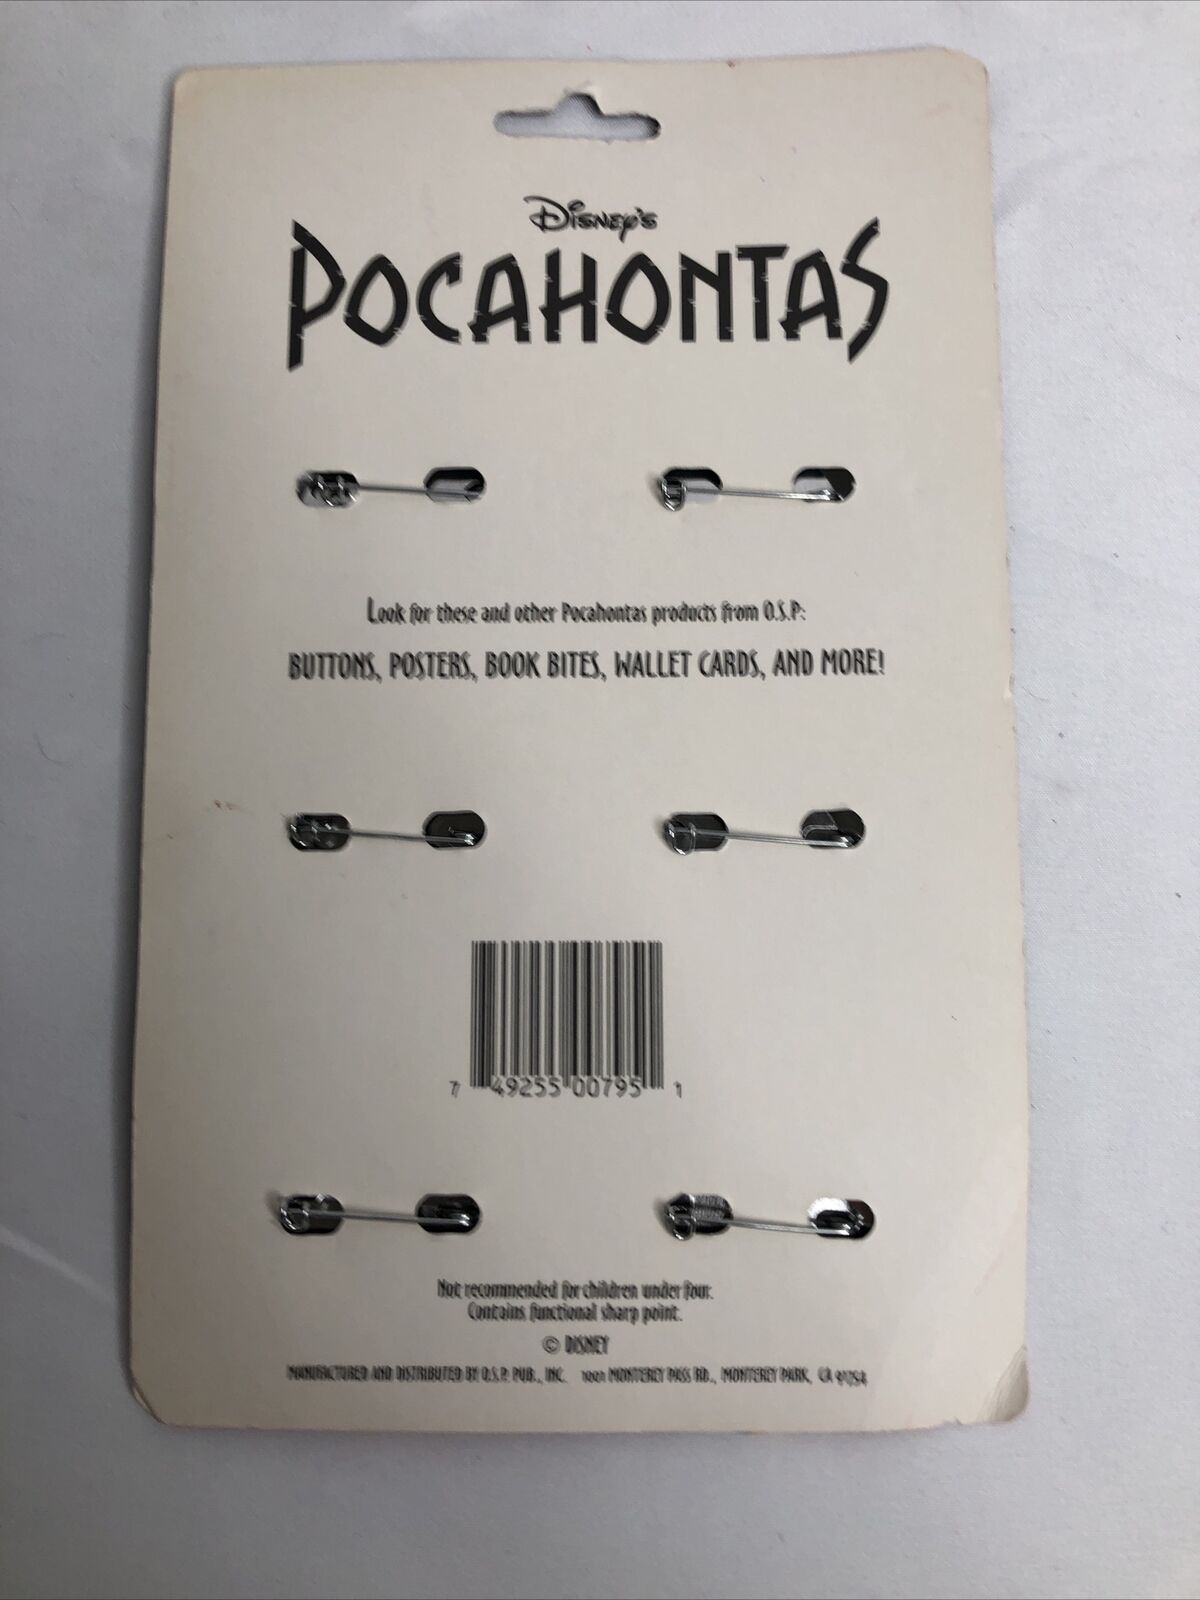 Disney's
POCAHONTAS
Look for these and other Pocahontas products from O.S.P.:
BUTTONS, POSTERS, BOOK BITES, WALLET CARDS, AND MORE!
7 49255 00795 1
Not recommended for children under four.
Contains functional sharp point.
© DISNEY
MANUFACTURED AND DISTRIBUTED BY O.S.P. PUB., INC. 1001 MONTEREY PASS RD., MONTEREY PARK, CA 91754